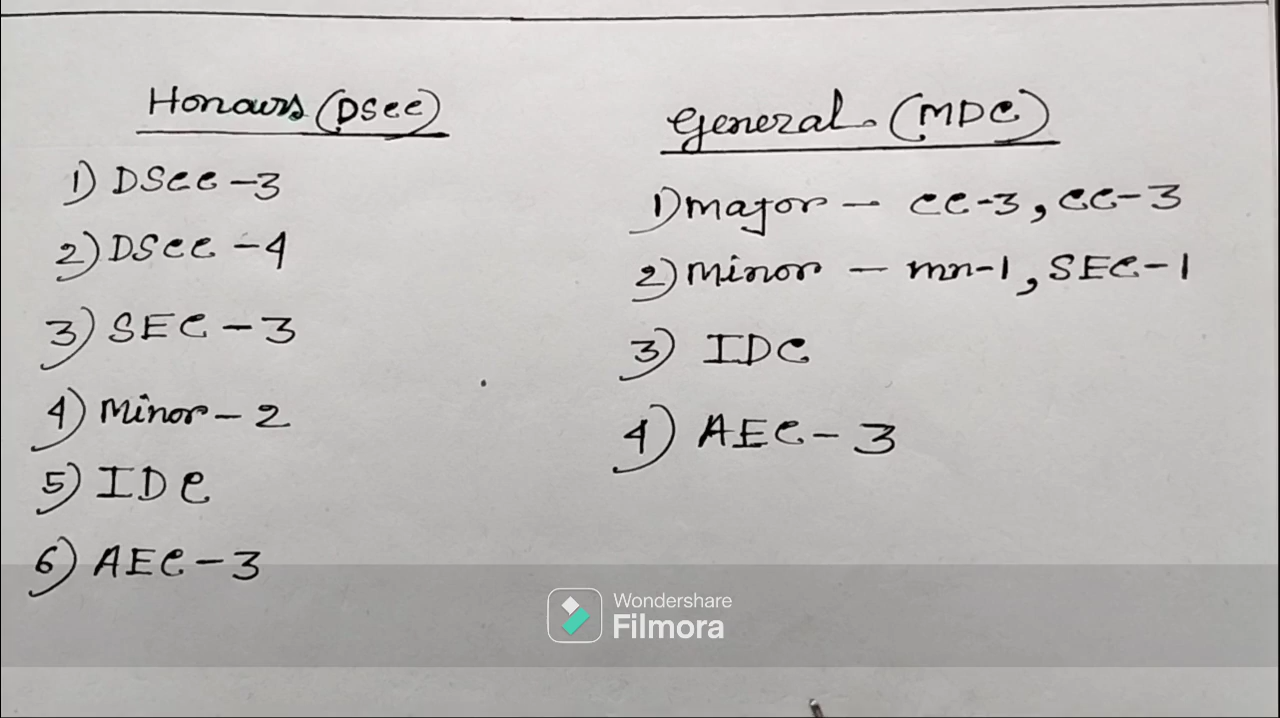 Honours (DSCC)
1) DSCC-3
2) DSCC-4
3) SEC-3
4) Minor-2
5) IDC
6) AEC-3
General (MDC)
1) major - CC-3, CC-3
2) minor - mn-1, SEC-1
3) IDC
4) AEC-3
Wondershare
Filmora